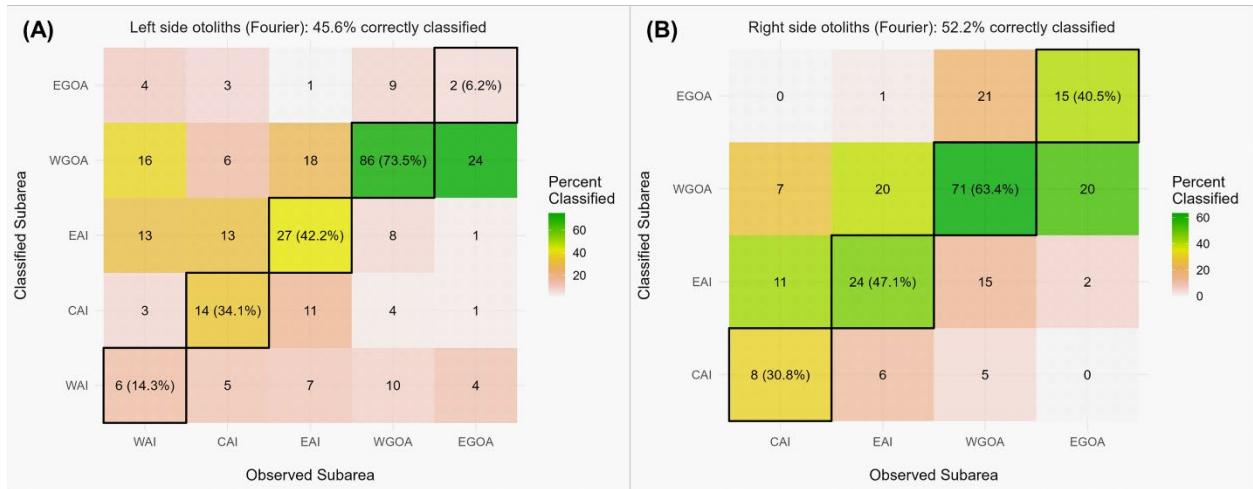 (A)
Left side otoliths (Fourier): 45.6% correctly classified
Classified Subarea
EGOA 4 3 1 9 2 (6.2%)
WGOA 16 6 18 86 (73.5%) 24
EAI 13 13 27 (42.2%) 8 1
CAI 3 14 (34.1%) 11 4 1
WAI 6 (14.3%) 5 7 10 4
WAI CAI EAI WGOA EGOA
Observed Subarea
Percent
Classified
60
40
20
(B)
Right side otoliths (Fourier): 52.2% correctly classified
Classified Subarea
EGOA 0 1 21 15 (40.5%)
WGOA 7 20 71 (63.4%) 20
EAI 11 24 (47.1%) 15 2
CAI 8 (30.8%) 6 5 0
CAI EAI WGOA EGOA
Observed Subarea
Percent
Classified
60
40
20
0